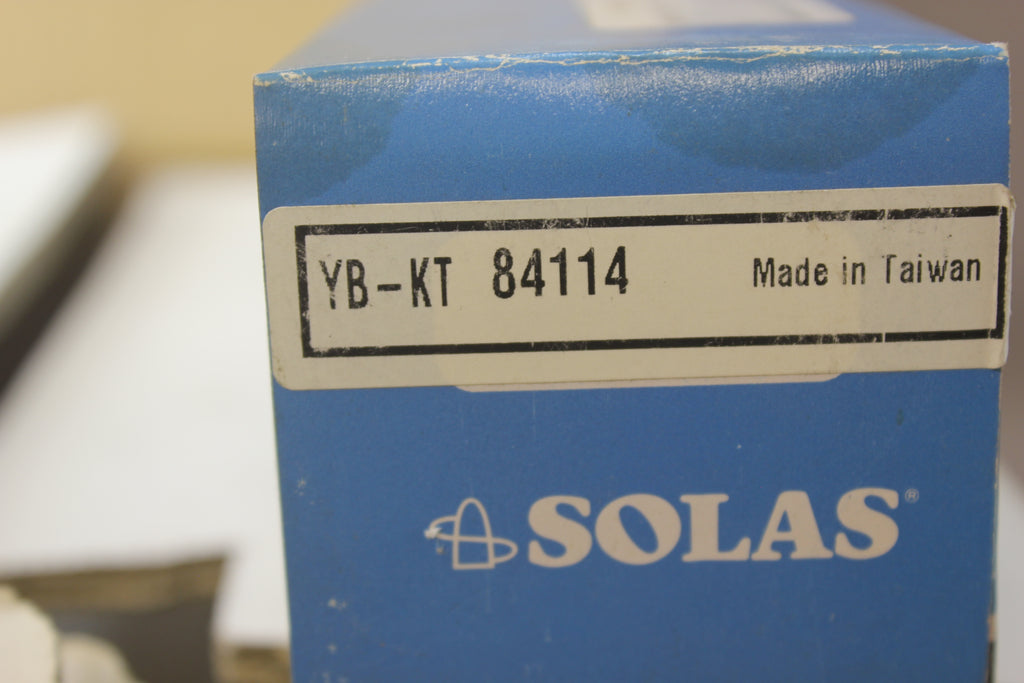 YB-KT 84114 Made in Taiwan
SOLAS®